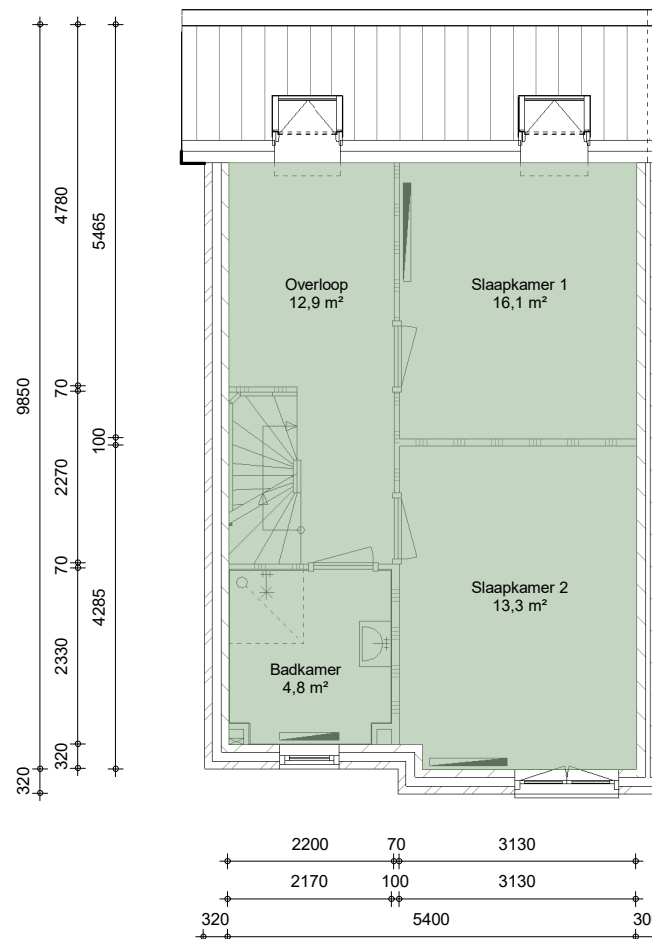 4780
5465
Overloop
12,9 m²
Slaapkamer 1
16,1 m²
9850
70
100
2270
70
4285
Slaapkamer 2
13,3 m²
2330
Badkamer
4,8 m²
320
320
2200 70 3130
2170 100 3130
320 5400 30